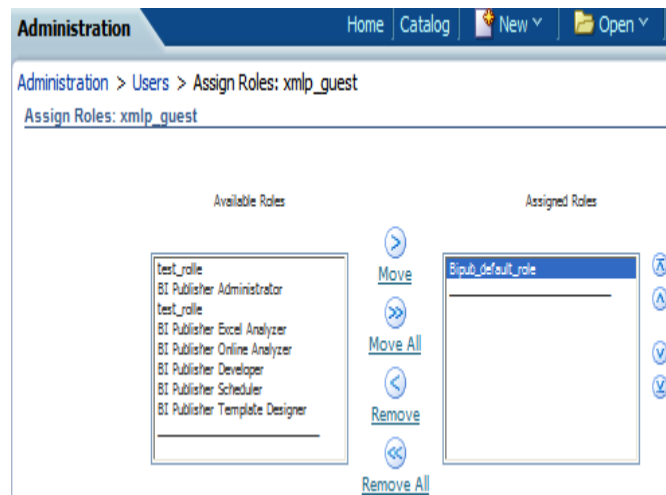 Administration
Home
Catalog
New
Open
Administration > Users > Assign Roles: xmlp_guest
Assign Roles: xmlp_guest
Available Roles
test_rolle
BI Publisher Administrator
test_rolle
BI Publisher Excel Analyzer
BI Publisher Online Analyzer
BI Publisher Developer
BI Publisher Scheduler
BI Publisher Template Designer
Move
Move All
Remove
Remove All
Assigned Roles
Bipub_default_role